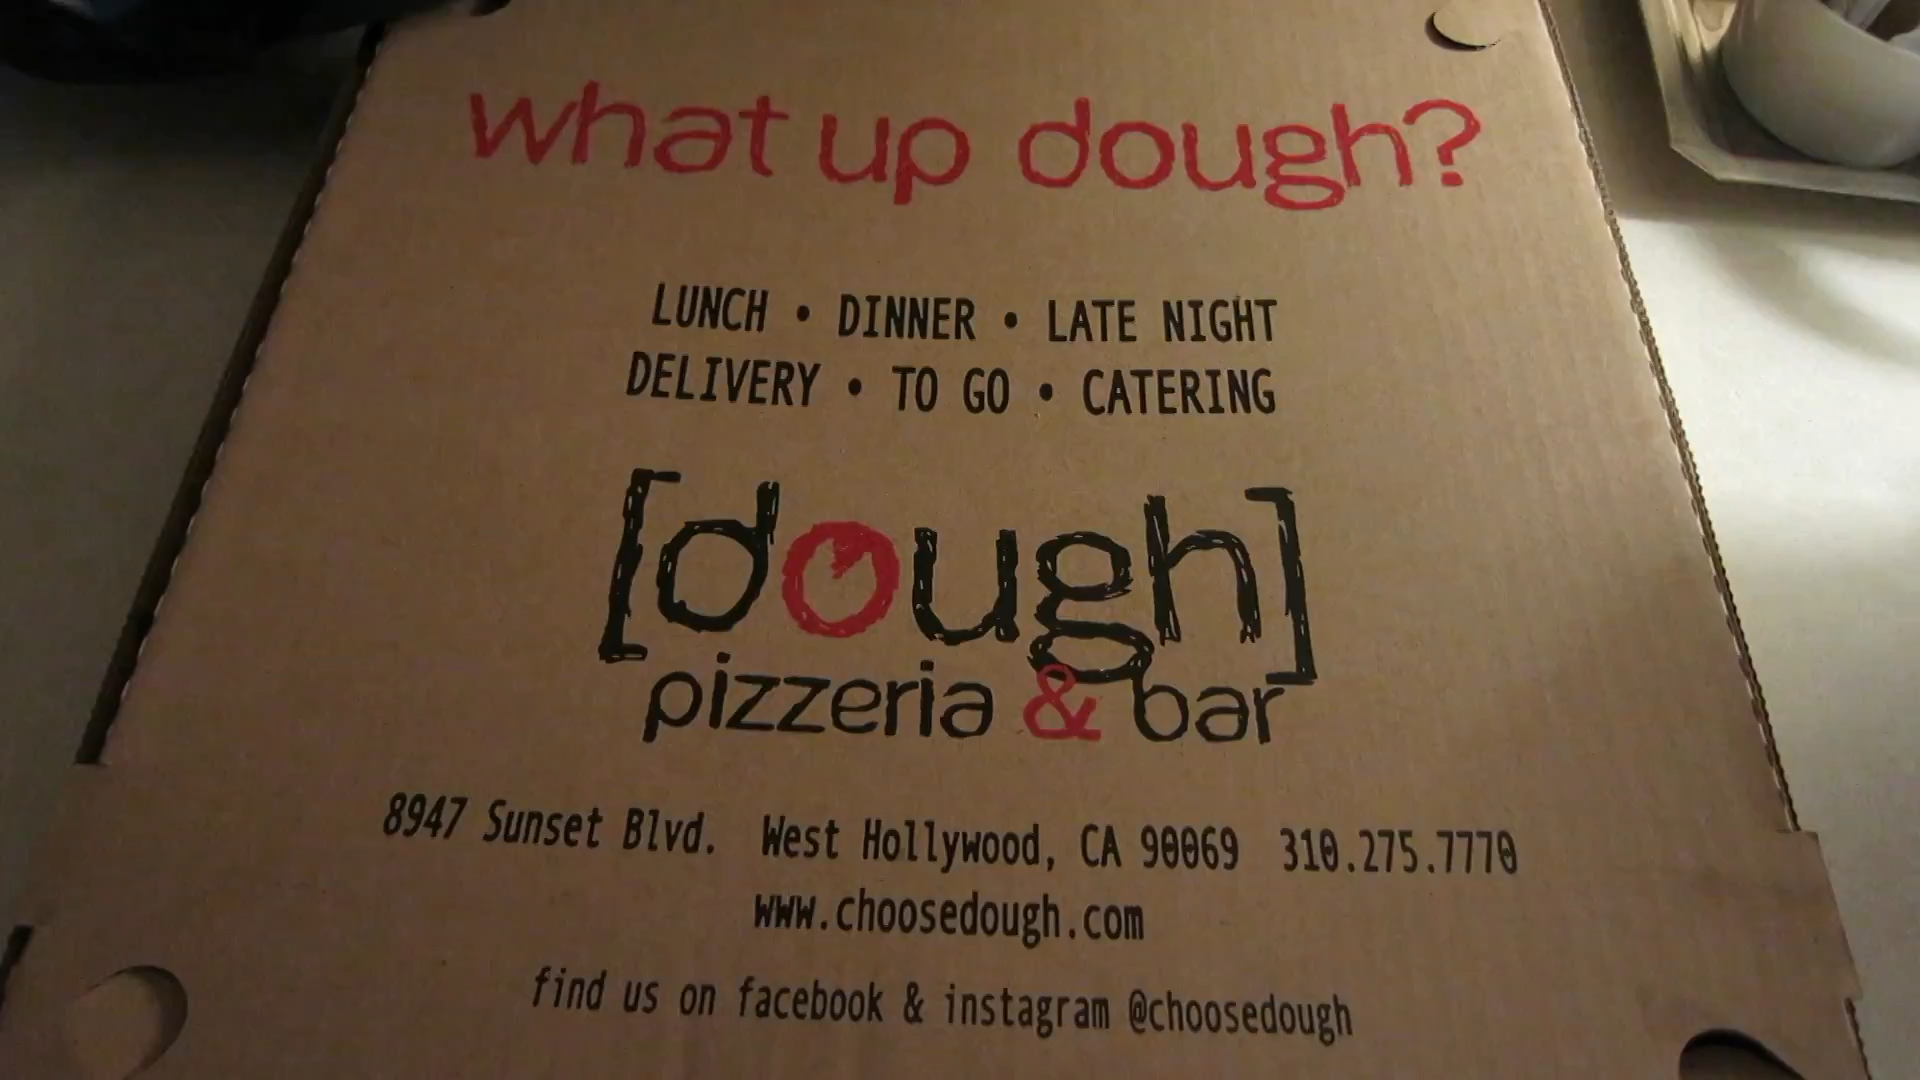 what up dough?
LUNCH • DINNER • LATE NIGHT
DELIVERY • TO GO • CATERING
[dough]
pizzeria & bar
8947 Sunset Blvd. West Hollywood, CA 90069 310.275.7770
www.choosedough.com
find us on facebook & instagram @choosedough